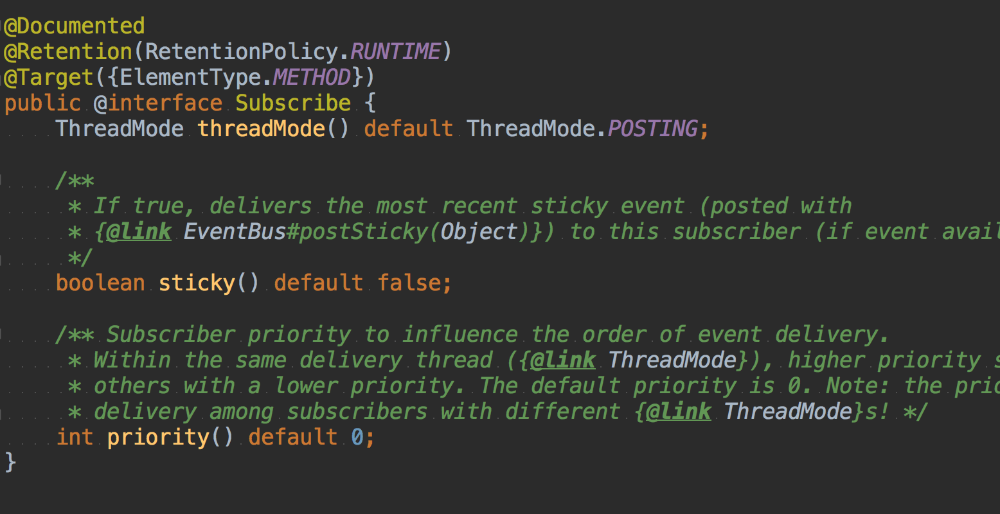 @Documented
@Retention(RetentionPolicy.RUNTIME)
@Target({ElementType.METHOD})
public @interface Subscribe {
    ThreadMode threadMode() default ThreadMode.POSTING;

    /**
     * If true, delivers the most recent sticky event (posted with
     * {@link EventBus#postSticky(Object)}) to this subscriber (if event avail
     */
    boolean sticky() default false;

    /** Subscriber priority to influence the order of event delivery.
     * Within the same delivery thread ({@link ThreadMode}), higher priority
     * others with a lower priority. The default priority is 0. Note: the
     * delivery among subscribers with different {@link ThreadMode}s! */
    int priority() default 0;
}